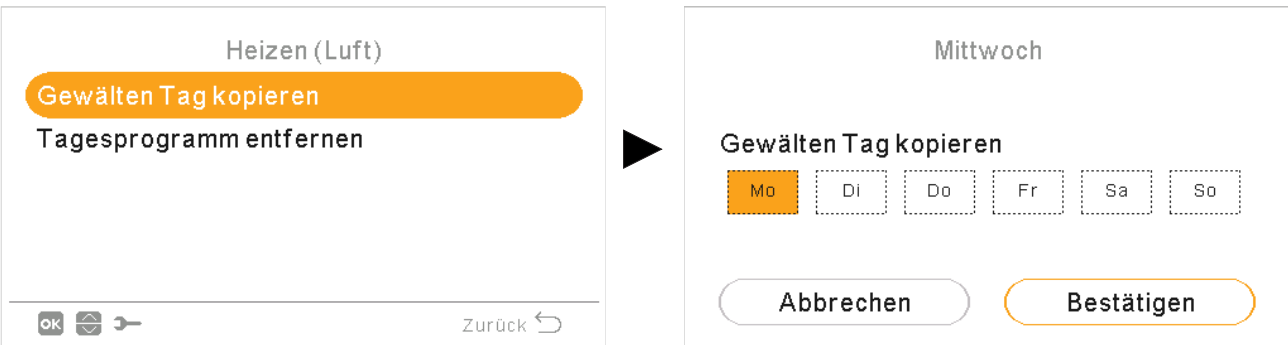 Heizen (Luft)
Gewälten Tag kopieren
Tagesprogramm entfernen
OK
Zurück
Mittwoch
Gewälten Tag kopieren
Mo Di Do Fr Sa So
Abbrechen Bestätigen